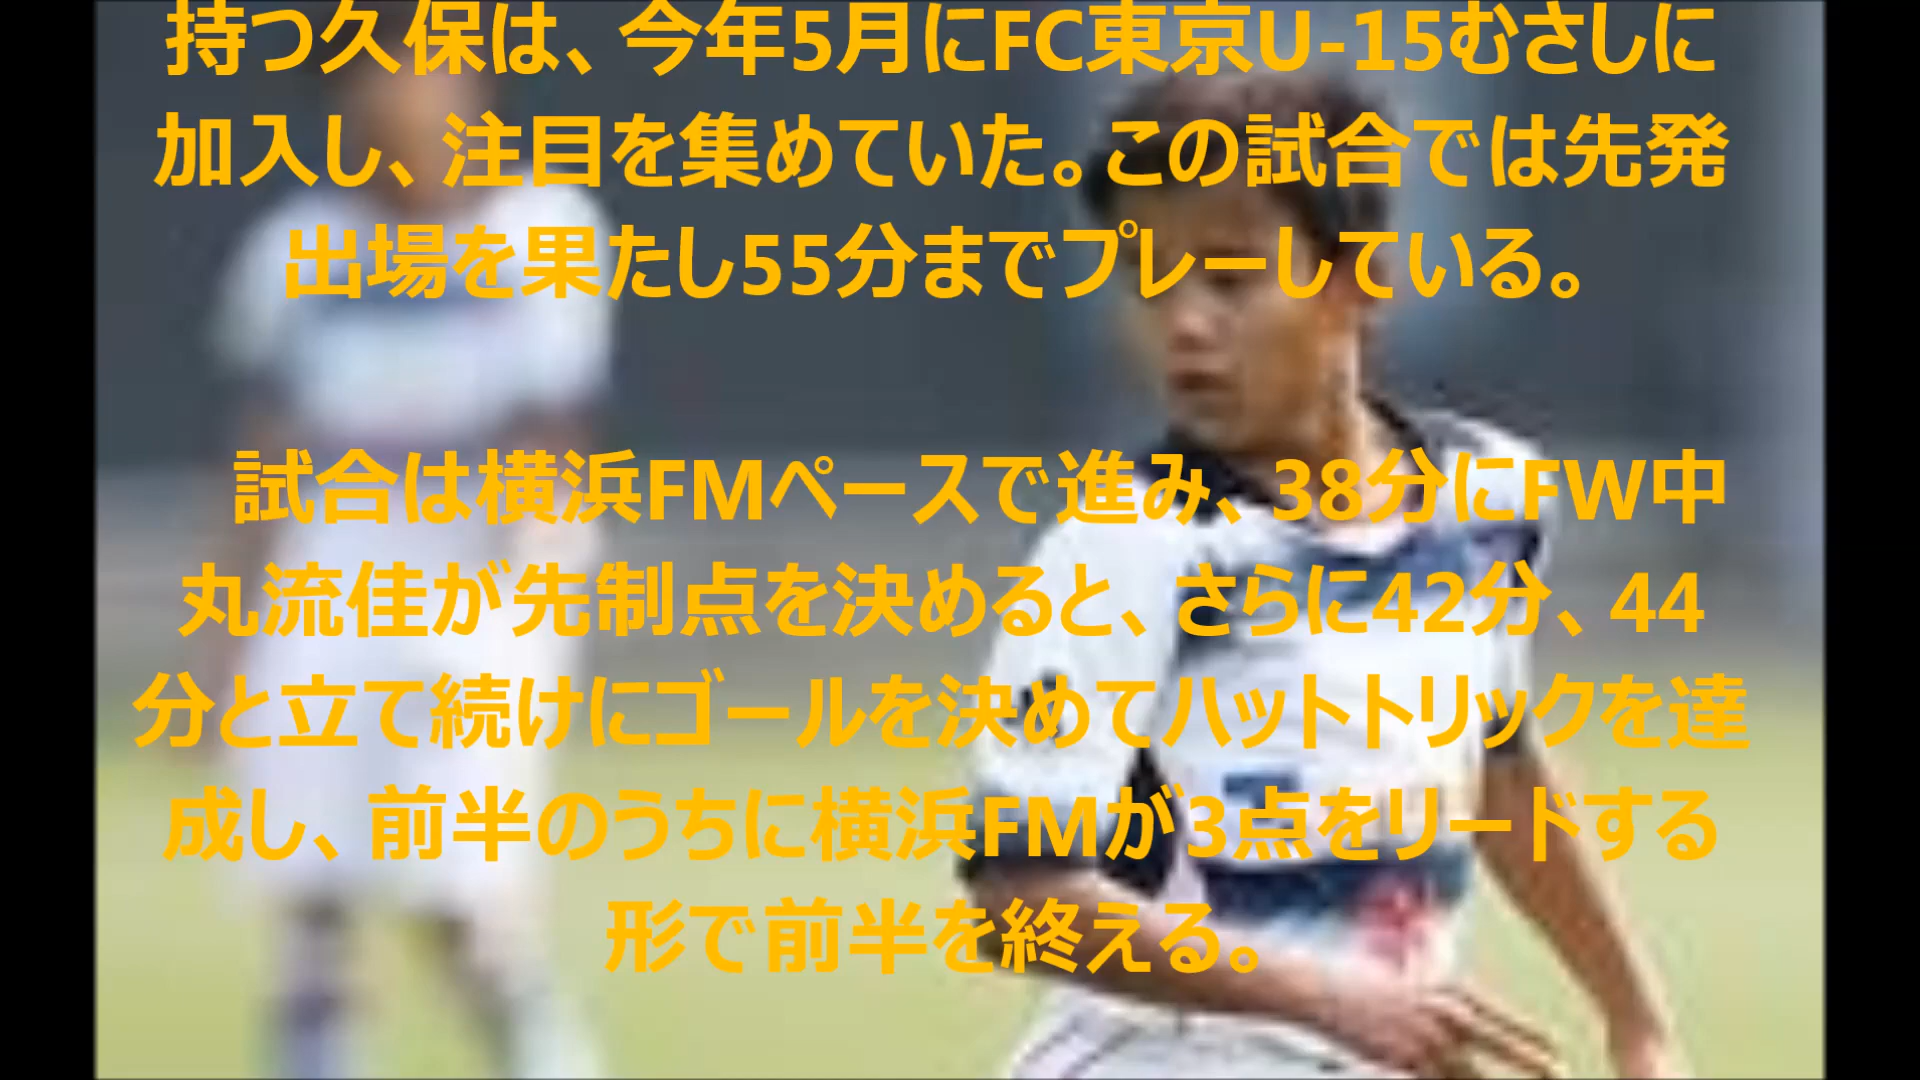 持つ久保は、今年5月にFC東京U-15むさしに
加入し、注目を集めていた。この試合では先発
出場を果たし55分までプレーしている。
試合は横浜FMペースで進み、38分にFW中
丸流佳が先制点を決めると、さらに42分、44
分と立て続けにゴールを決めてハットトリックを達
成し、前半のうちに横浜FMが3点をリードする
形で前半を終える。